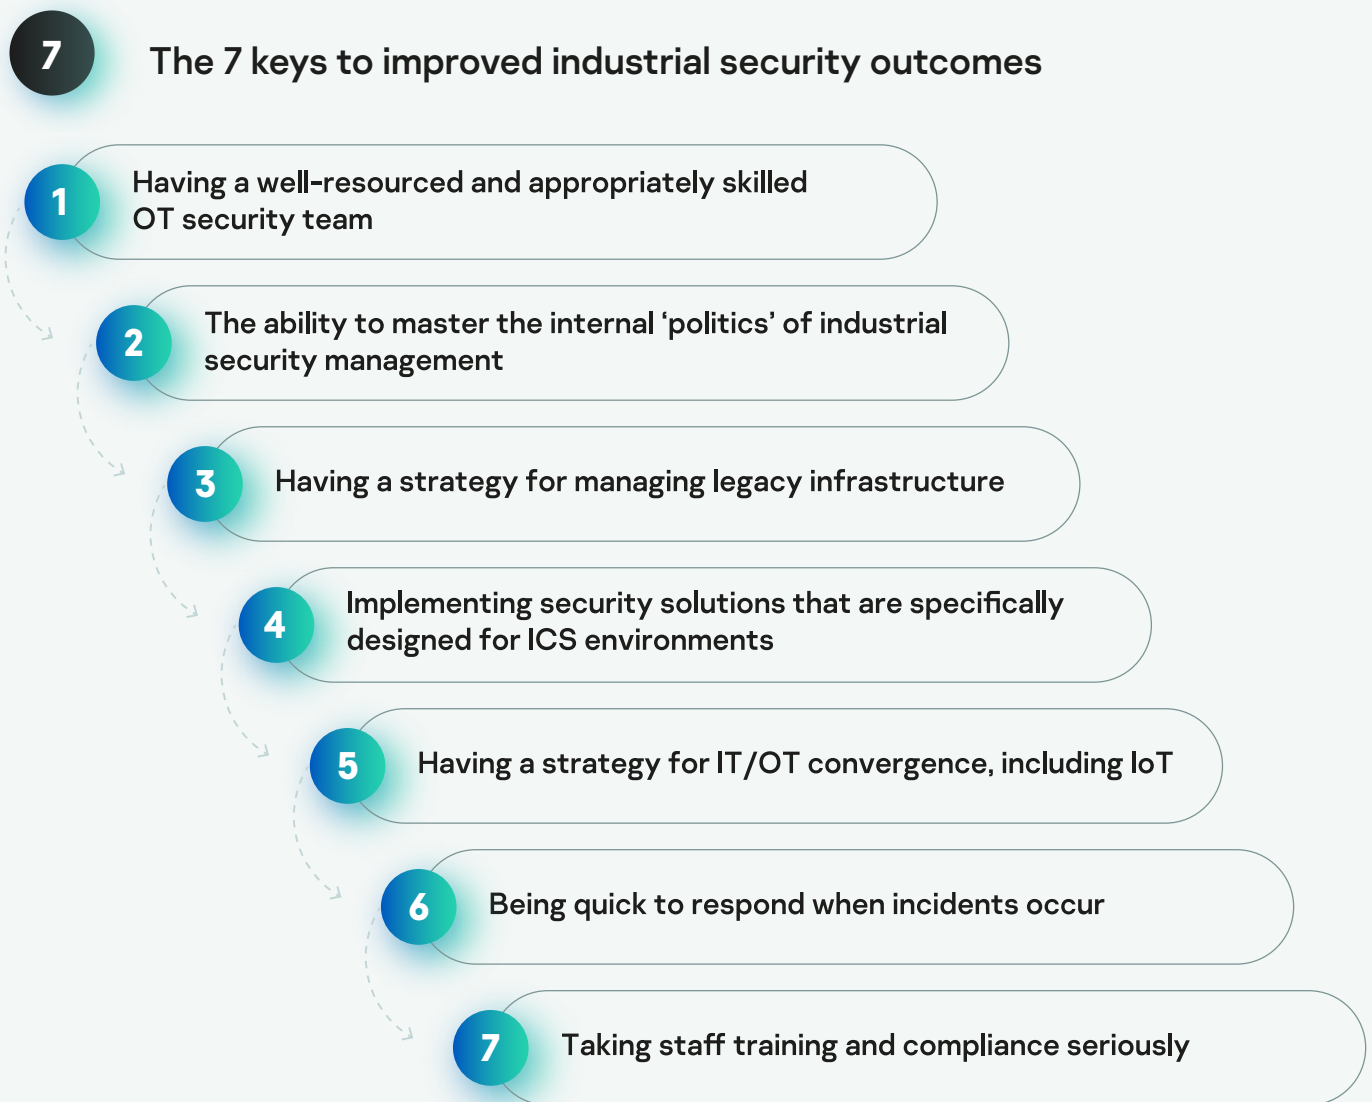 7
The 7 keys to improved industrial security outcomes
1
Having a well-resourced and appropriately skilled
OT security team
2
The ability to master the internal ‘politics’ of industrial
security management
3
Having a strategy for managing legacy infrastructure
4
Implementing security solutions that are specifically
designed for ICS environments
5
Having a strategy for IT/OT convergence, including IoT
6
Being quick to respond when incidents occur
7
Taking staff training and compliance seriously